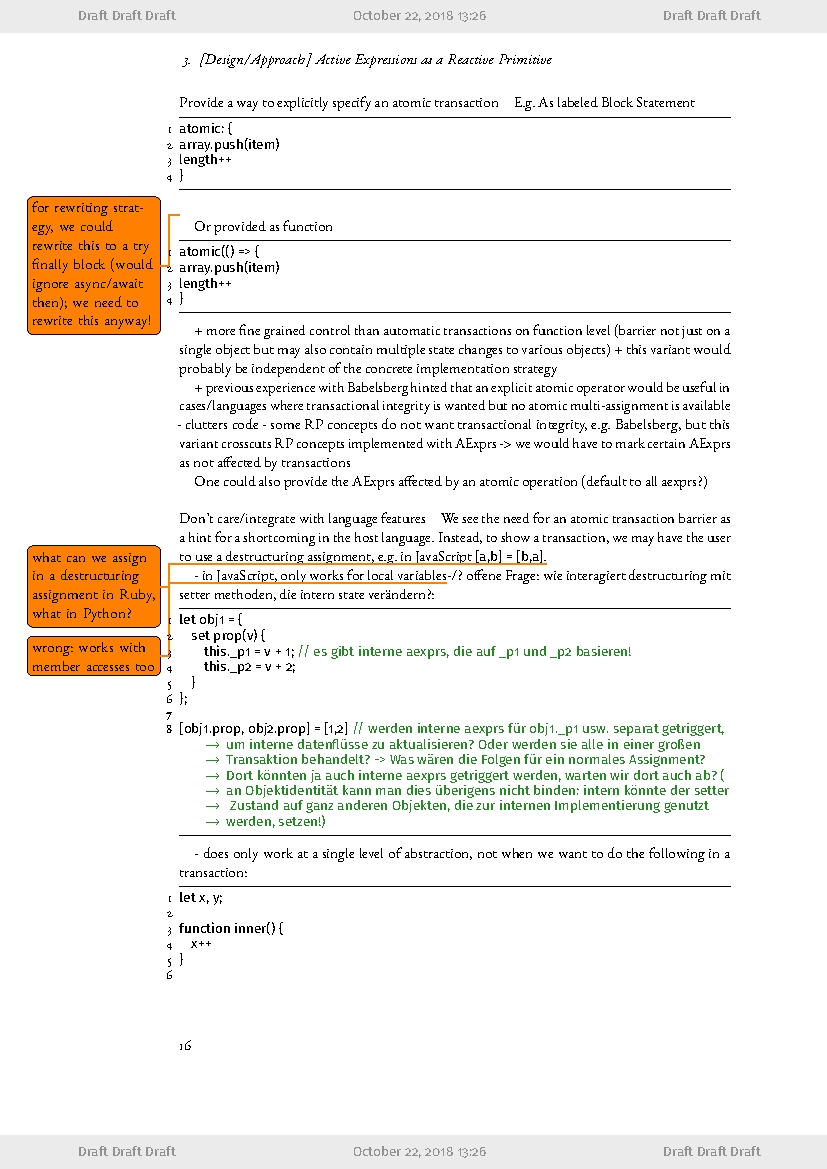 Draft Draft Draft October 22, 2018 13:26 Draft Draft Draft
3. [Design/Approach] Active Expressions as a Reactive Primitive
Provide a way to explicitly specify an atomic transaction E.g. As labeled Block Statement
1 atomic: {
2 array.push(item)
3 length++
4 }
for rewriting strat-
egy, we could
rewrite this to a try
finally block (would
ignore async/await
then); we need to
rewrite this anyway!
Or provided as function
1 atomic(() => {
2 array.push(item)
3 length++
4 }
+ more fine grained control than automatic transactions on function level (barrier not just on a
single object but may also contain multiple state changes to various objects) + this variant would
probably be independent of the concrete implementation strategy
+ previous experience with Babelsberg hinted that an explicit atomic operator would be useful in
cases/languages where transactional integrity is wanted but no atomic multi-assignment is available
- clutters code - some RP concepts do not want transactional integrity, e.g. Babelsberg, but this
variant crosscuts RP concepts implemented with AExprs -> we would have to mark certain AExprs
as not affected by transactions
One could also provide the AExprs affected by an atomic operation (default to all aexprs?)
Don't care/integrate with language features We see the need for an atomic transaction barrier as
a hint for a shortcoming in the host language. Instead, to show a transaction, we may have the user
to use a destructuring assignment, e.g. in JavaScript [a,b] = [b,a].
what can we assign
in a destructuring
assignment in Ruby,
what in Python?
- in JavaScript, only works for local variables-/? offene Frage: wie interagiert destructuring mit
setter methoden, die intern state verändern?:
wrong: works with
member accesses too
1 let obj1 = {
2 set prop(v) {
3 this._p1 = v + 1; // es gibt interne aexprs, die auf _p1 und _p2 basieren!
4 this._p2 = v + 2;
5 }
6 };
7
8 [obj1.prop, obj2.prop] = [1,2] // werden interne aexprs für obj1._p1 usw. separat getriggert,
→ um interne datenflüsse zu aktualisieren? Oder werden sie alle in einer großen
→ Transaktion behandelt? -> Was wären die Folgen für ein normales Assignment?
→ Dort könnten ja auch interne aexprs getriggert werden, warten wir dort auch ab? (
→ an Objektidentität kann man dies überigens nicht binden: intern könnte der setter
→ Zustand auf ganz anderen Objekten, die zur internen Implementierung genutzt
→ werden, setzen!)
- does only work at a single level of abstraction, not when we want to do the following in a
transaction:
1 let x, y;
2
3 function inner() {
4 x++
5 }
6
16
Draft Draft Draft October 22, 2018 13:26 Draft Draft Draft